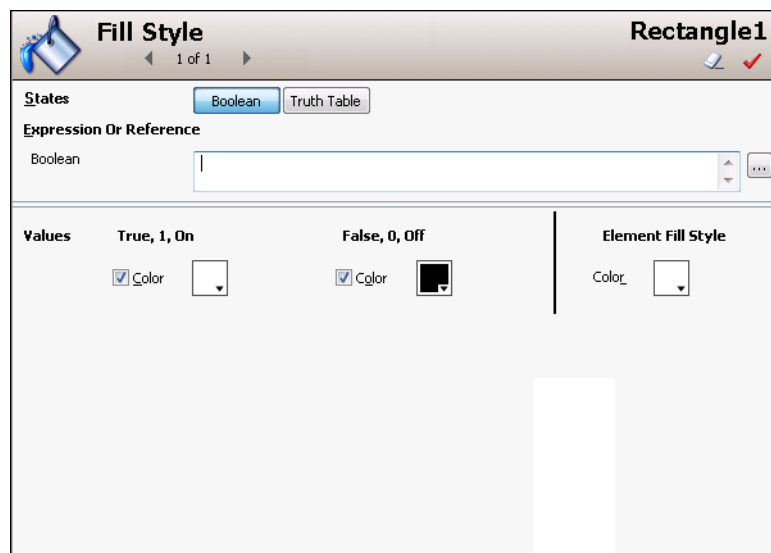 Fill Style
Rectangle1
1 of 1
States
Boolean
Truth Table
Expression Or Reference
Boolean
...
Values
True, 1, On
False, 0, Off
Element Fill Style
Color
Color
Color